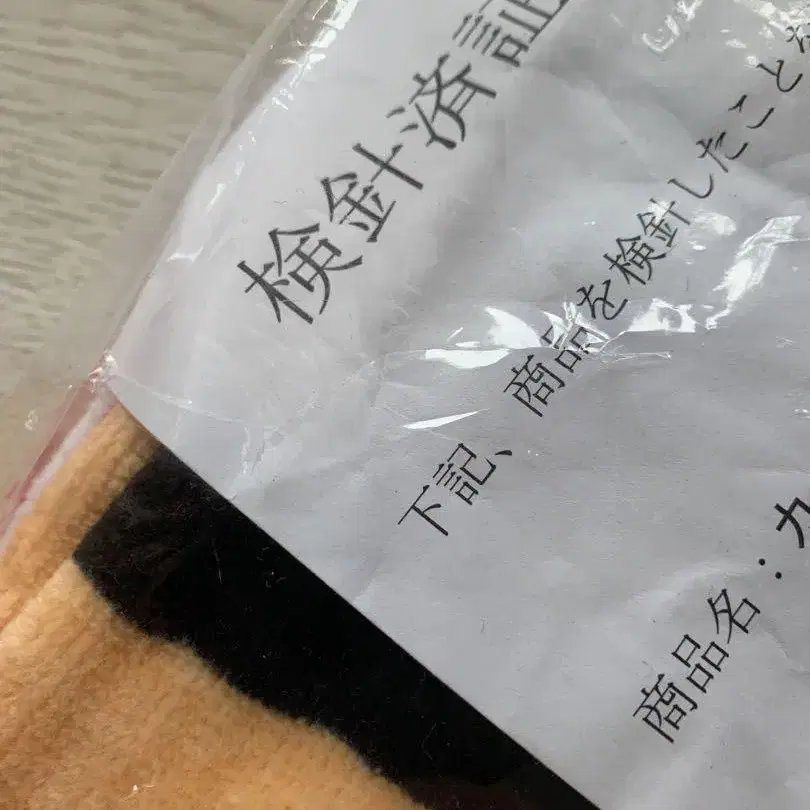 検針済証
下記、商品を検針したことを
商品名：カ